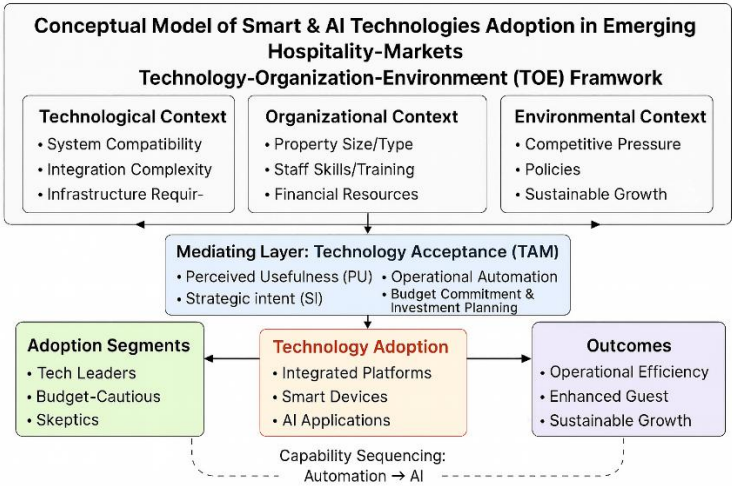 Conceptual Model of Smart & AI Technologies Adoption in Emerging
Hospitality-Markets
Technology-Organization-Environment (TOE) Framwork
Technological Context
• System Compatibility
• Integration Complexity
• Infrastructure Requir-
Organizational Context
• Property Size/Type
• Staff Skills/Training
• Financial Resources
Environmental Context
• Competitive Pressure
• Policies
• Sustainable Growth
Mediating Layer: Technology Acceptance (TAM)
• Perceived Usefulness (PU)
• Strategic intent (SI)
• Operational Automation
• Budget Commitment &
Investment Planning
Adoption Segments
• Tech Leaders
• Budget-Cautious
• Skeptics
Technology Adoption
• Integrated Platforms
• Smart Devices
• AI Applications
Outcomes
• Operational Efficiency
• Enhanced Guest
• Sustainable Growth
Capability Sequencing:
Automation → AI